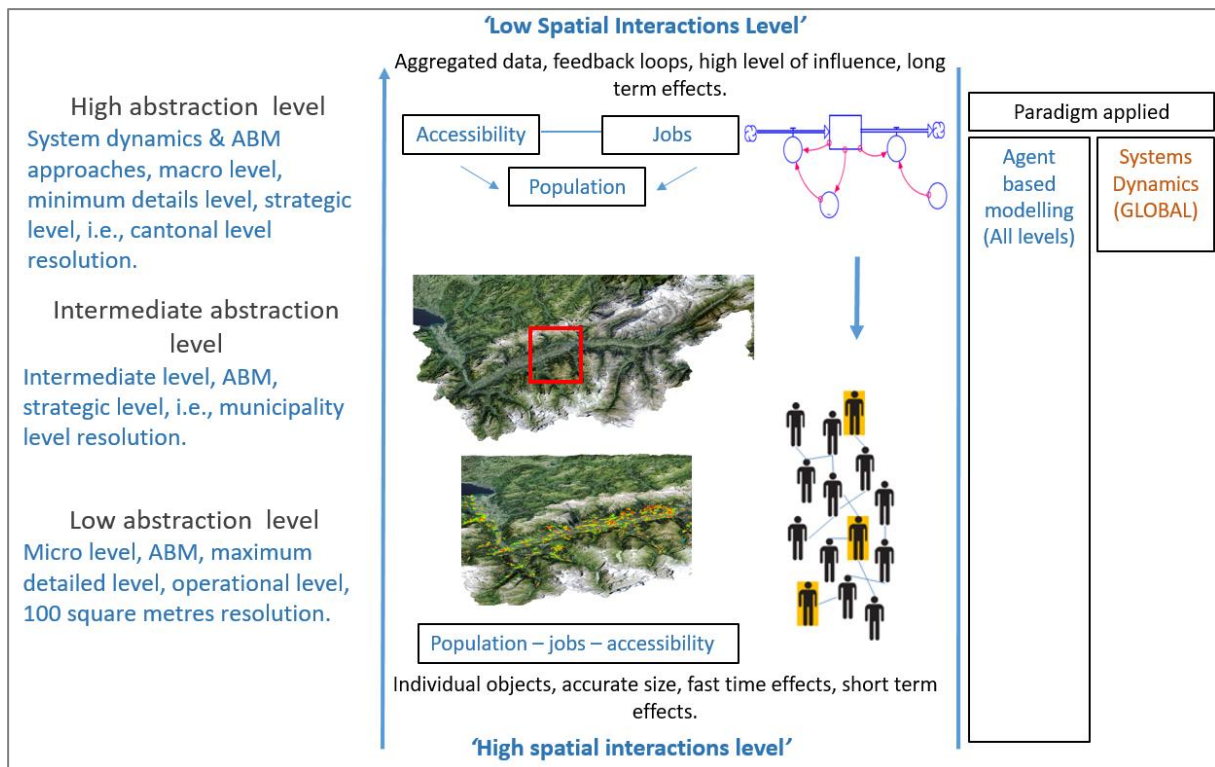 ‘Low Spatial Interactions Level’
Aggregated data, feedback loops, high level of influence, long
term effects.
High abstraction level
System dynamics & ABM
approaches, macro level,
minimum details level, strategic
level, i.e., cantonal level
resolution.
Accessibility
Jobs
Population
Paradigm applied
Agent
based
modelling
(All levels)
Systems
Dynamics
(GLOBAL)
Intermediate abstraction
level
Intermediate level, ABM,
strategic level, i.e., municipality
level resolution.
Low abstraction level
Micro level, ABM, maximum
detailed level, operational level,
100 square metres resolution.
Population – jobs – accessibility
Individual objects, accurate size, fast time effects, short term
effects.
‘High spatial interactions level’